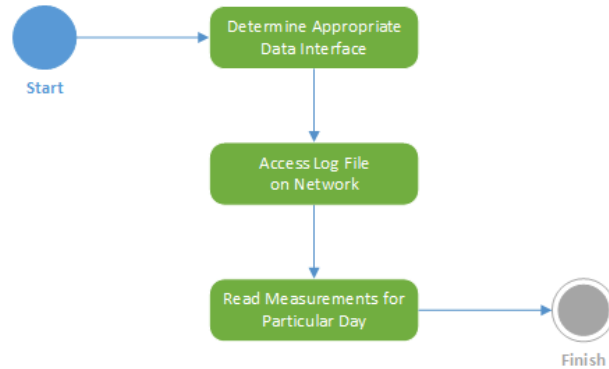 Determine Appropriate
Data Interface
Start
Access Log File
on Network
Read Measurements for
Particular Day
Finish